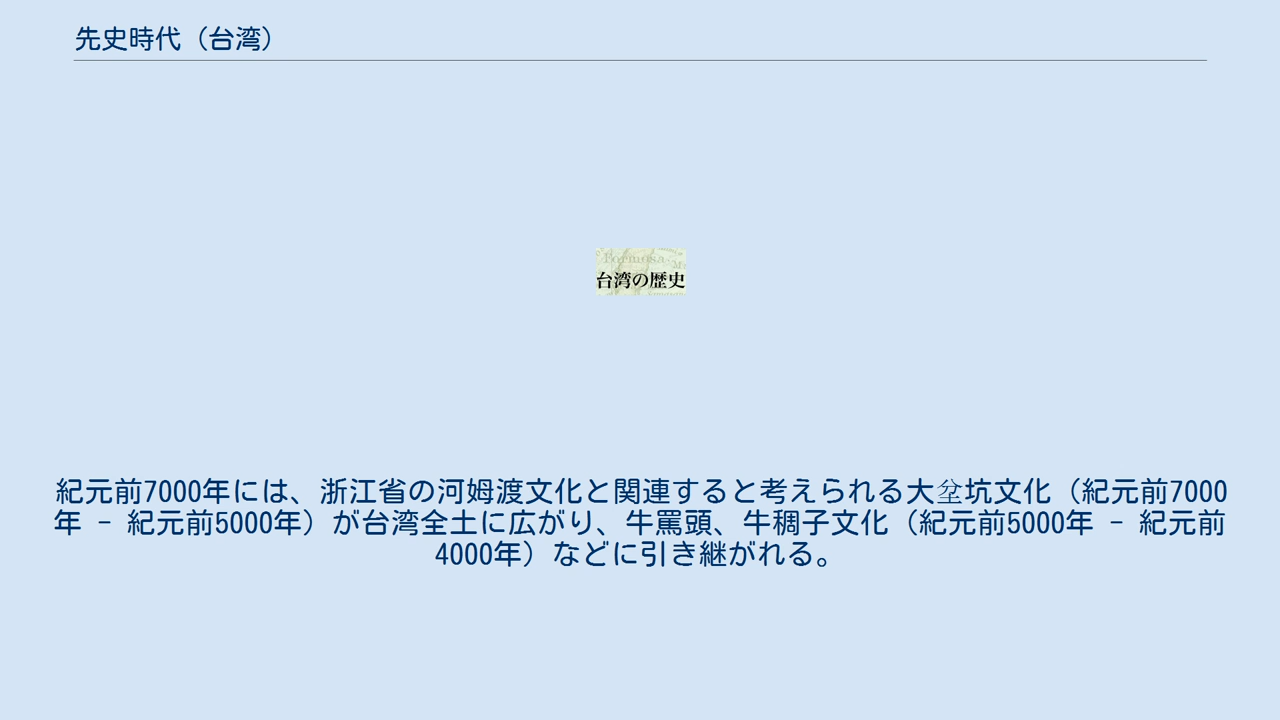 先史時代（台湾）
Formosa
台湾の歴史
紀元前7000年には、浙江省の河姆渡文化と関連すると考えられる大坌坑文化（紀元前7000
年 - 紀元前5000年）が台湾全土に広がり、牛罵頭、牛稠子文化（紀元前5000年 - 紀元前
4000年）などに引き継がれる。